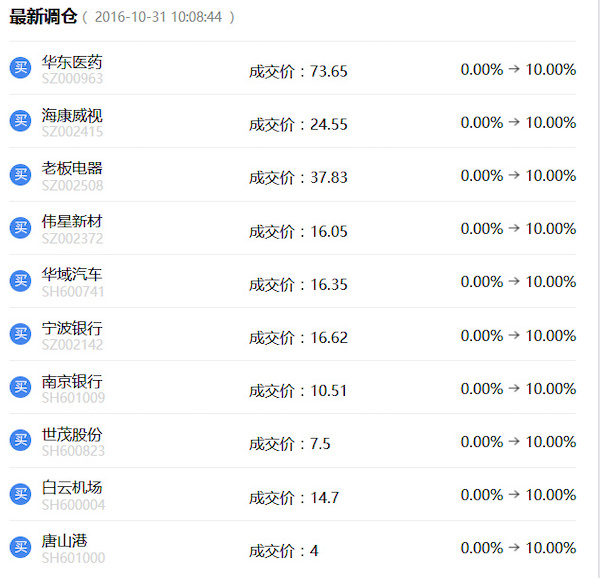 最新调仓（ 2016-10-31 10:08:44 ）
买 华东医药 成交价：73.65 0.00% → 10.00%
SZ000963
买 海康威视 成交价：24.55 0.00% → 10.00%
SZ002415
买 老板电器 成交价：37.83 0.00% → 10.00%
SZ002508
买 伟星新材 成交价：16.05 0.00% → 10.00%
SZ002372
买 华域汽车 成交价：16.35 0.00% → 10.00%
SH600741
买 宁波银行 成交价：16.62 0.00% → 10.00%
SZ002142
买 南京银行 成交价：10.51 0.00% → 10.00%
SH601009
买 世茂股份 成交价：7.5 0.00% → 10.00%
SH600823
买 白云机场 成交价：14.7 0.00% → 10.00%
SH600004
买 唐山港 成交价：4 0.00% → 10.00%
SH601000